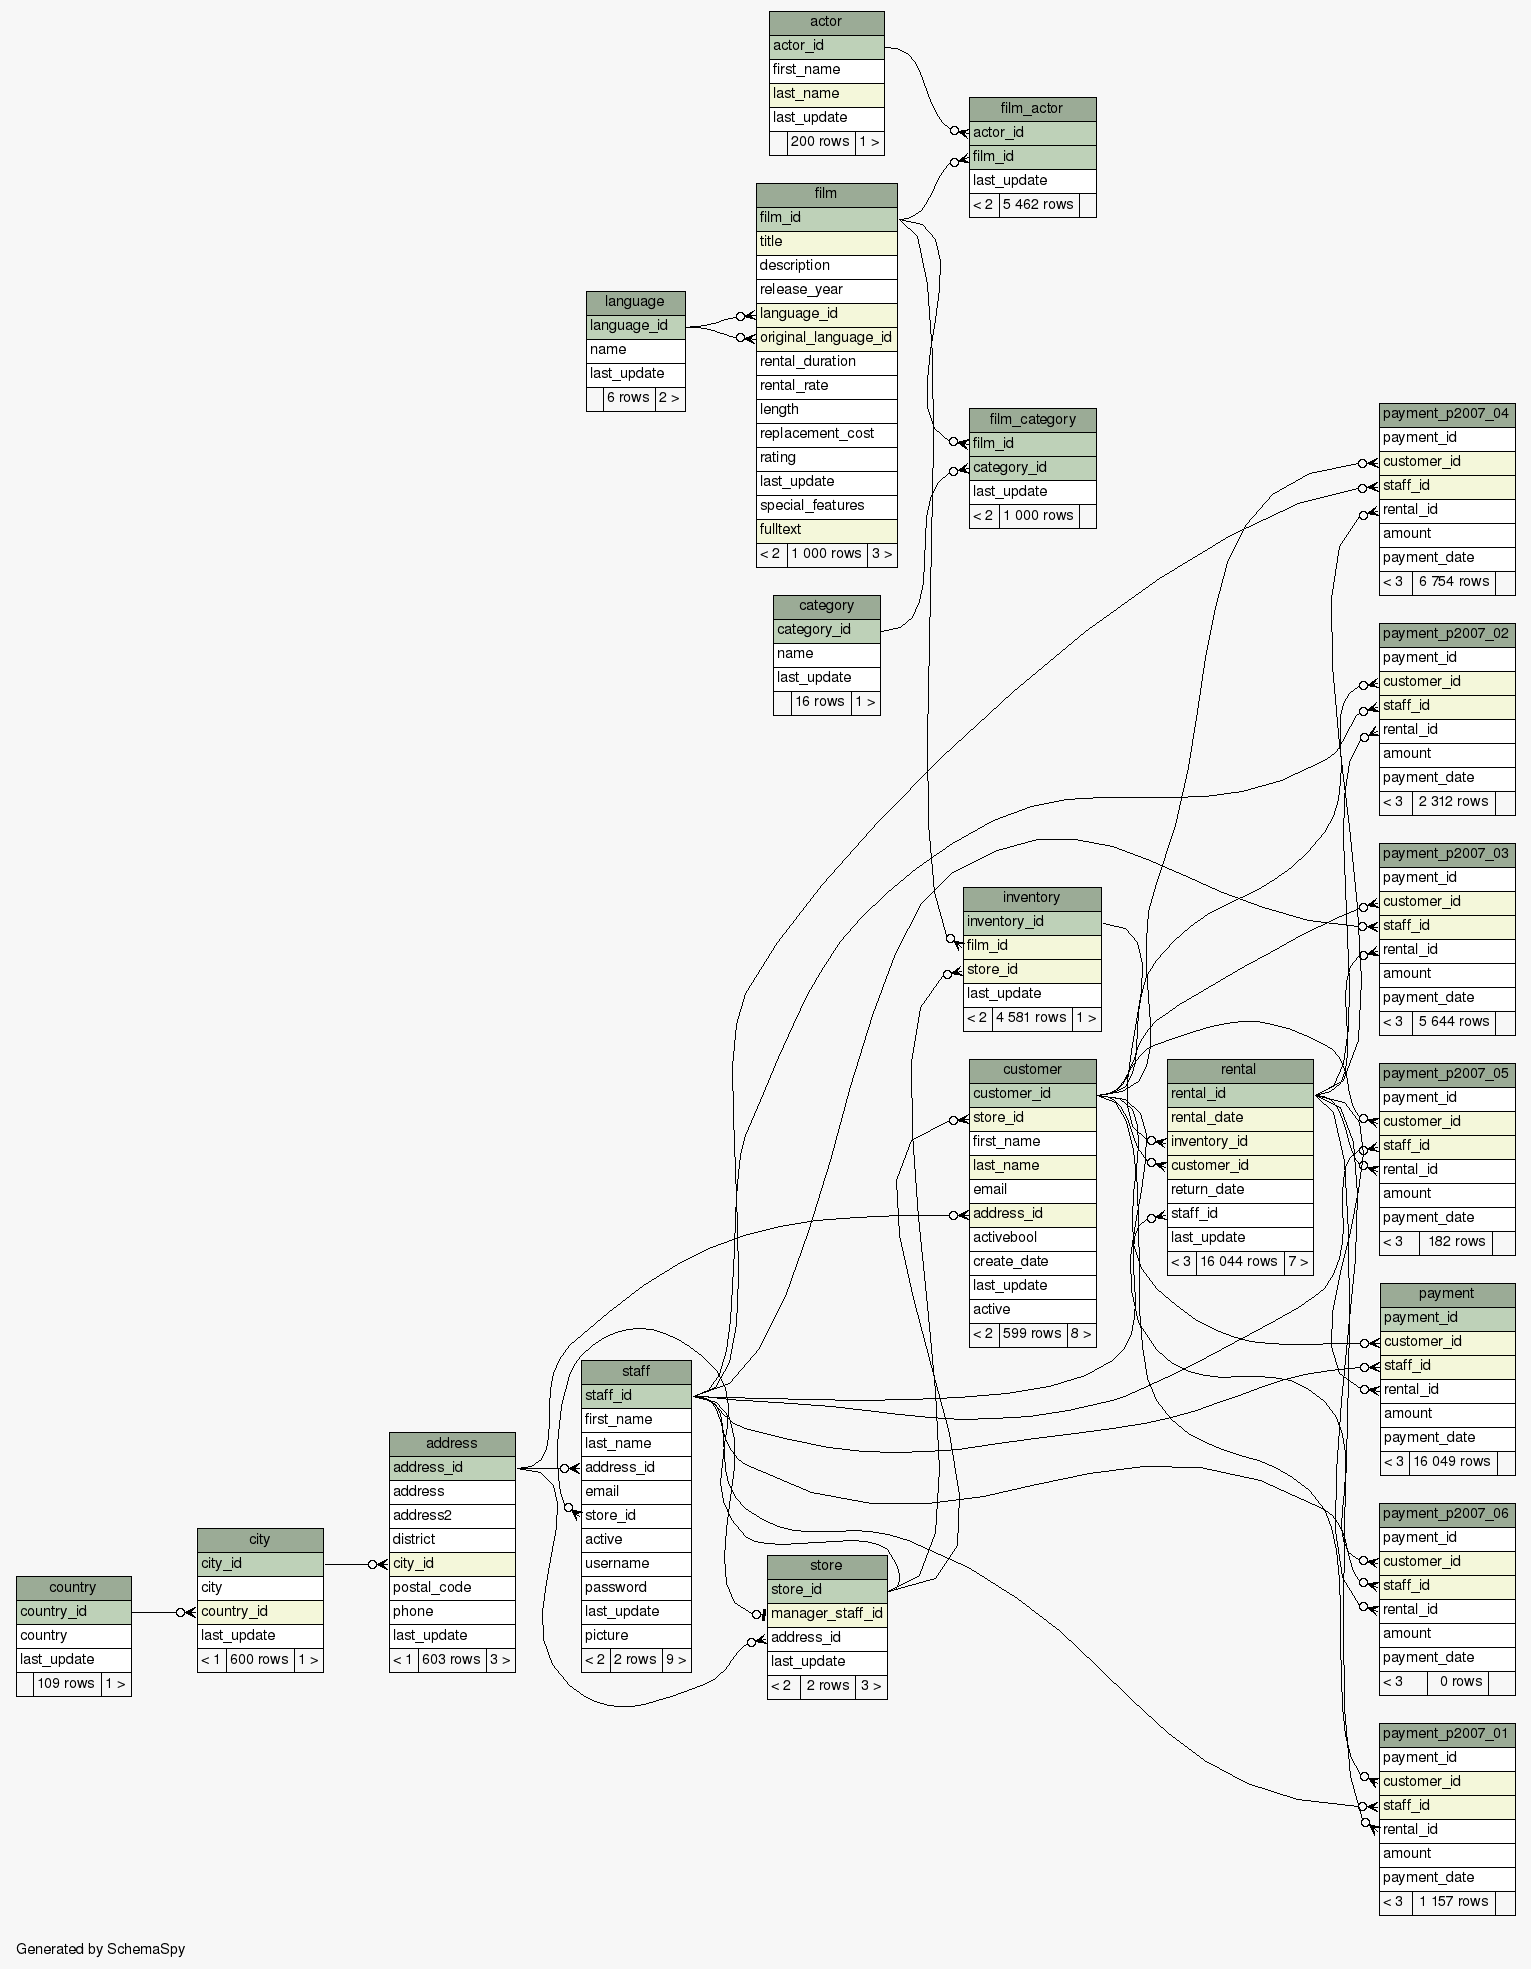 actor
actor_id
first_name
last_name
last_update
200 rows 1 >
film_actor
actor_id
film_id
last_update
< 2 5 462 rows
film
film_id
title
description
release_year
language_id
original_language_id
rental_duration
rental_rate
length
replacement_cost
rating
last_update
special_features
fulltext
< 2 1 000 rows 3 >
language
language_id
name
last_update
6 rows 2 >
film_category
film_id
category_id
last_update
< 2 1 000 rows
category
category_id
name
last_update
16 rows 1 >
payment_p2007_04
payment_id
customer_id
staff_id
rental_id
amount
payment_date
< 3 6 754 rows
payment_p2007_02
payment_id
customer_id
staff_id
rental_id
amount
payment_date
< 3 2 312 rows
payment_p2007_03
payment_id
customer_id
staff_id
rental_id
amount
payment_date
< 3 5 644 rows
inventory
inventory_id
film_id
store_id
last_update
< 2 4 581 rows 1 >
customer
customer_id
store_id
first_name
last_name
email
address_id
activebool
create_date
last_update
active
< 2 599 rows 8 >
rental
rental_id
rental_date
inventory_id
customer_id
return_date
staff_id
last_update
< 3 16 044 rows 7 >
payment_p2007_05
payment_id
customer_id
staff_id
rental_id
amount
payment_date
< 3 182 rows
payment
payment_id
customer_id
staff_id
rental_id
amount
payment_date
< 3 16 049 rows
staff
staff_id
first_name
last_name
address_id
email
store_id
active
username
password
last_update
picture
< 2 2 rows 9 >
address
address_id
address
address2
district
city_id
postal_code
phone
last_update
< 1 603 rows 3 >
city
city_id
city
country_id
last_update
< 1 600 rows 1 >
country
country_id
country
last_update
109 rows 1 >
store
store_id
manager_staff_id
address_id
last_update
< 2 2 rows 3 >
payment_p2007_06
payment_id
customer_id
staff_id
rental_id
amount
payment_date
< 3 0 rows
payment_p2007_01
payment_id
customer_id
staff_id
rental_id
amount
payment_date
< 3 1 157 rows
Generated by SchemaSpy